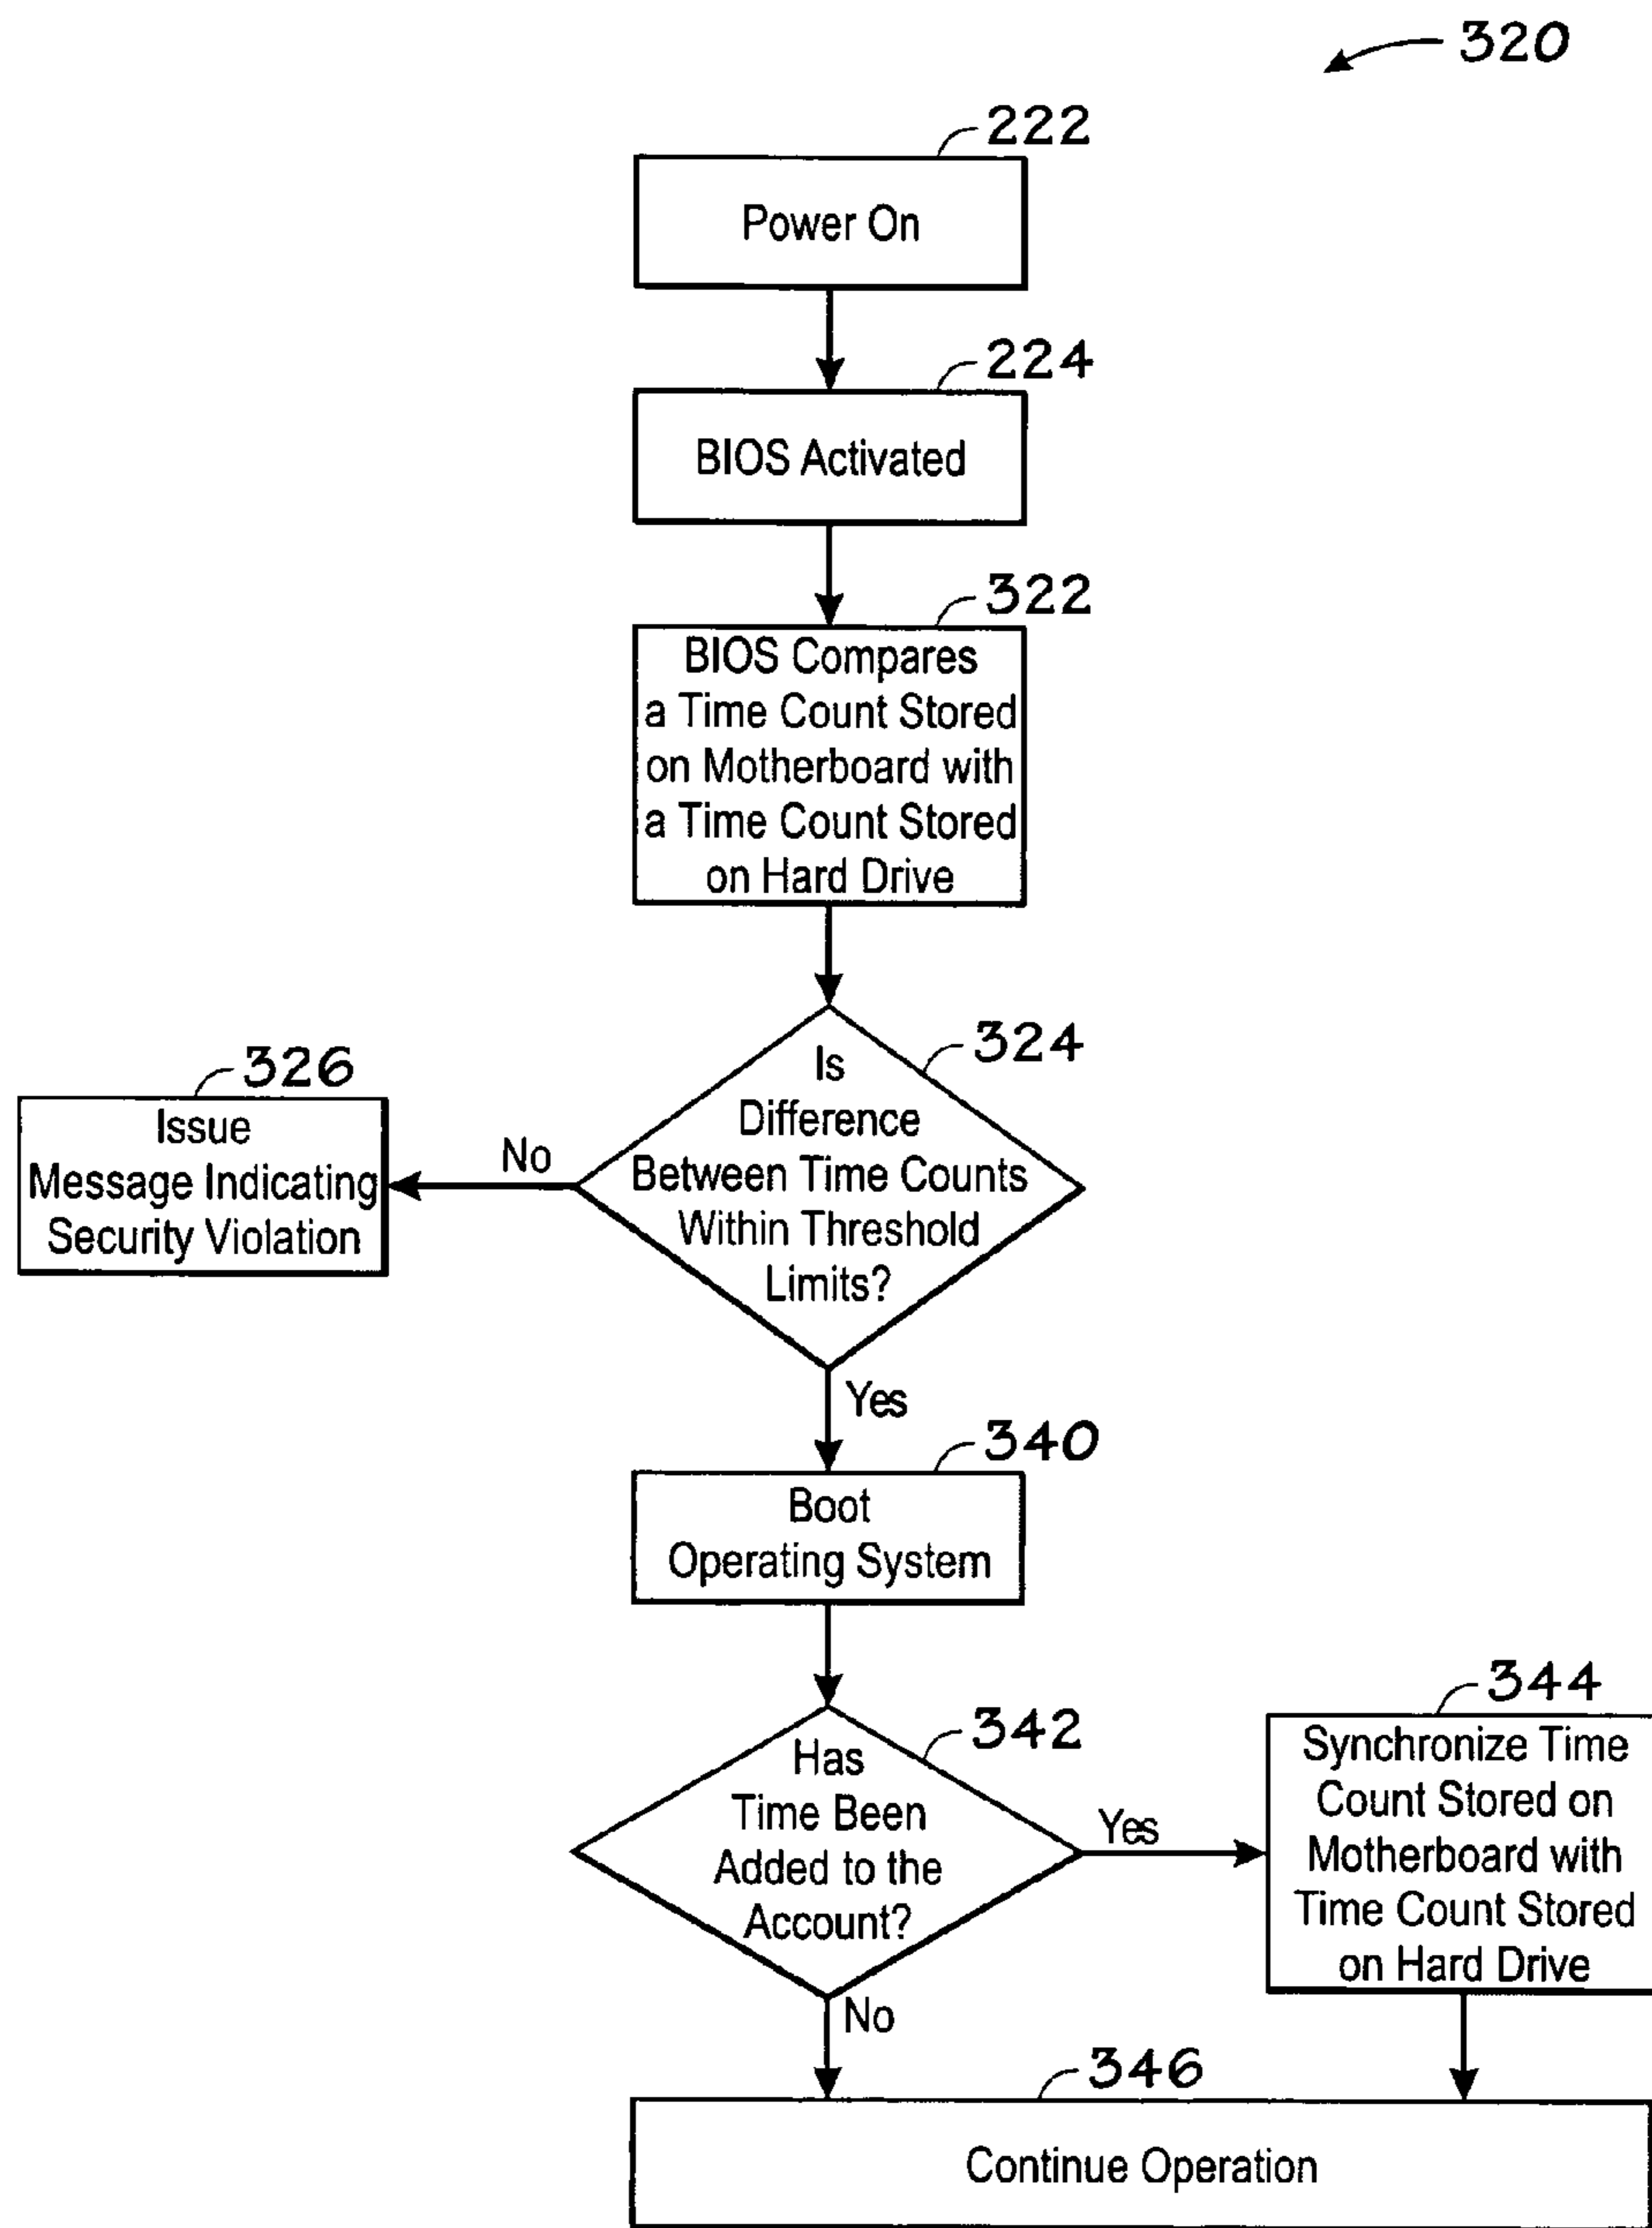 320
222
Power On
224
BIOS Activated
322
BIOS Compares
a Time Count Stored
on Motherboard with
a Time Count Stored
on Hard Drive
324
Is
Difference
Between Time Counts
Within Threshold
Limits?
No
326
Issue
Message Indicating
Security Violation
Yes
340
Boot
Operating System
342
Has
Time Been
Added to the
Account?
Yes
344
Synchronize Time
Count Stored on
Motherboard with
Time Count Stored
on Hard Drive
No
346
Continue Operation